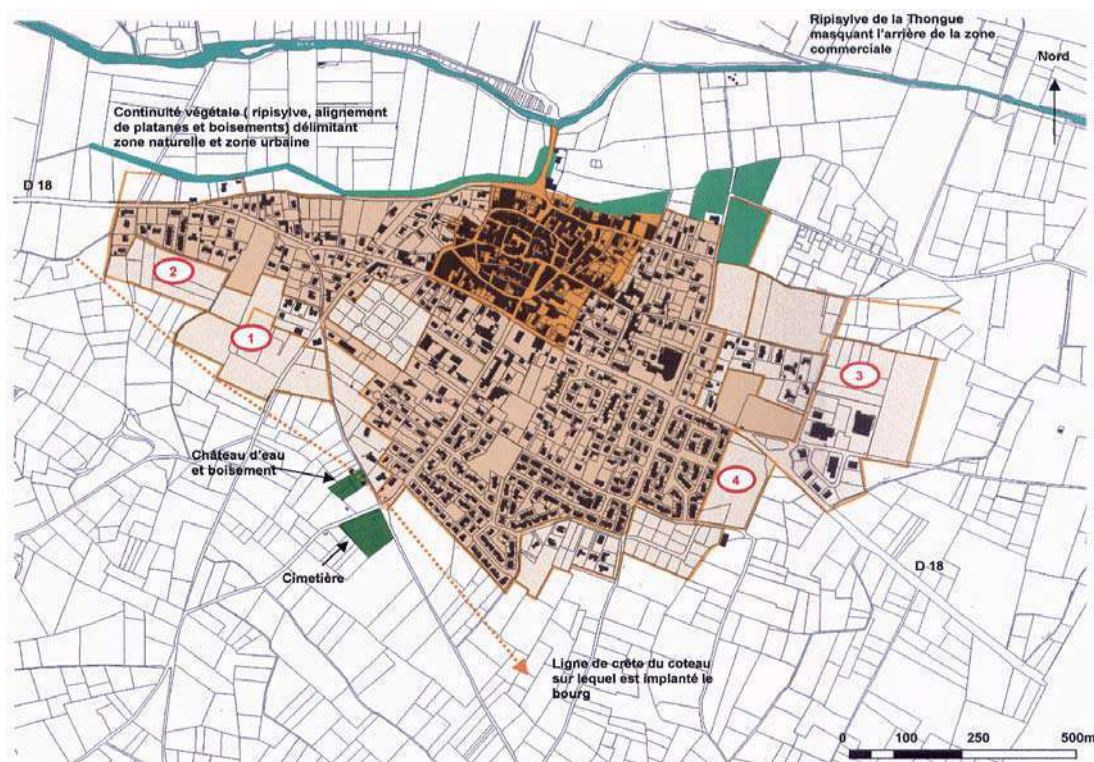 Ripisylve de la Thongue
masquant l'arrière de la zone
commerciale
Nord
Continuité végétale ( ripisylve, alignement
de platanes et boisements) délimitant
zone naturelle et zone urbaine
D 18
2
1
3
4
Château d'eau
et boisement
Cimetière
D 18
Ligne de crête du coteau
sur lequel est implanté le
bourg
0 100 250 500m